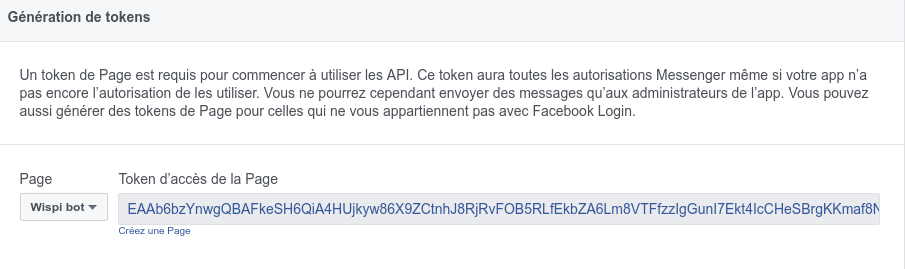 Génération de tokens
Un token de Page est requis pour commencer à utiliser les API. Ce token aura toutes les autorisations Messenger même si votre app n'a
pas encore l'autorisation de les utiliser. Vous ne pourrez cependant envoyer des messages qu'aux administrateurs de l'app. Vous pouvez
aussi générer des tokens de Page pour celles qui ne vous appartiennent pas avec Facebook Login.
Page
Token d'accès de la Page
Wispi bot
EAAb6bzYnwgQBAFkeSH6QiA4HUjkyw86X9ZCtnhJ8RjRvFOB5RLfEkbZA6Lm8VTFfzzIgGunI7Ekt4IcCHeSBrgKKmaf8N
Créez une Page